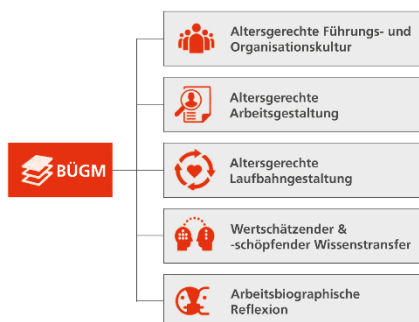 Altersgerechte Führungs- und
Organisationskultur
Altersgerechte
Arbeitsgestaltung
BÜGM
Altersgerechte
Laufbahngestaltung
Wertschätzender &
-schöpfender Wissenstransfer
Arbeitsbiographische
Reflexion